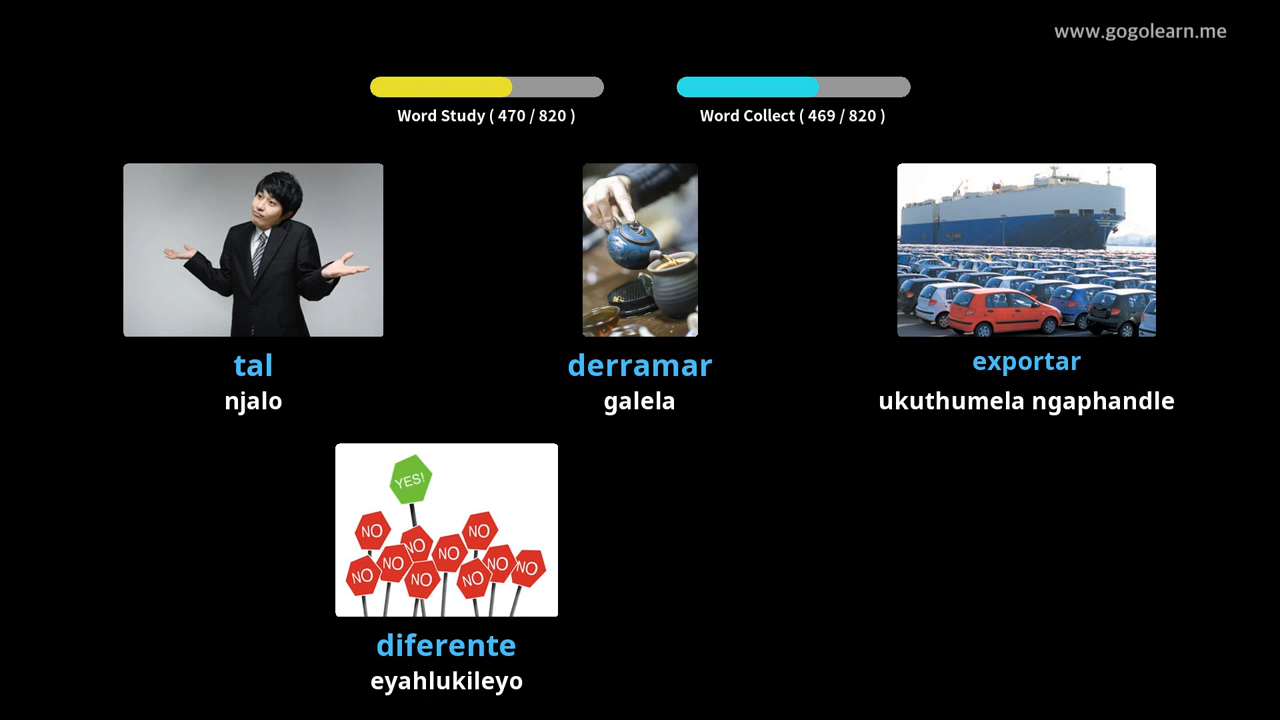 www.gogolearn.me
Word Study ( 470 / 820 )
Word Collect ( 469 / 820 )
tal
njalo
derramar
galela
exportar
ukuthumela ngaphandle
YES!
NO
NO
NO
NO
NO
NO
NO
NO
NO
NO
diferente
eyahlukileyo